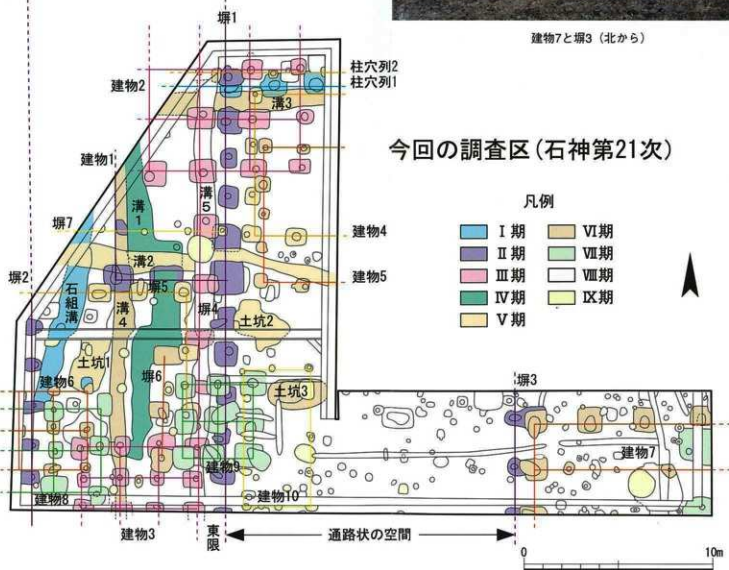 建物7と塀3（北から）
塀1
柱穴列2
柱穴列1
建物2
溝3
今回の調査区（石神第21次）
建物1
凡例
溝1
溝5
Ⅰ期
Ⅵ期
塀7
建物4
Ⅱ期
Ⅶ期
溝2
Ⅲ期
Ⅷ期
塀2
塀5
建物5
Ⅳ期
Ⅸ期
石組溝
溝4
塀4
土坑2
Ⅴ期
土坑1
塀6
建物6
土坑3
塀3
建物9
建物7
建物8
建物10
建物3
東限
通路状の空間
0
10m